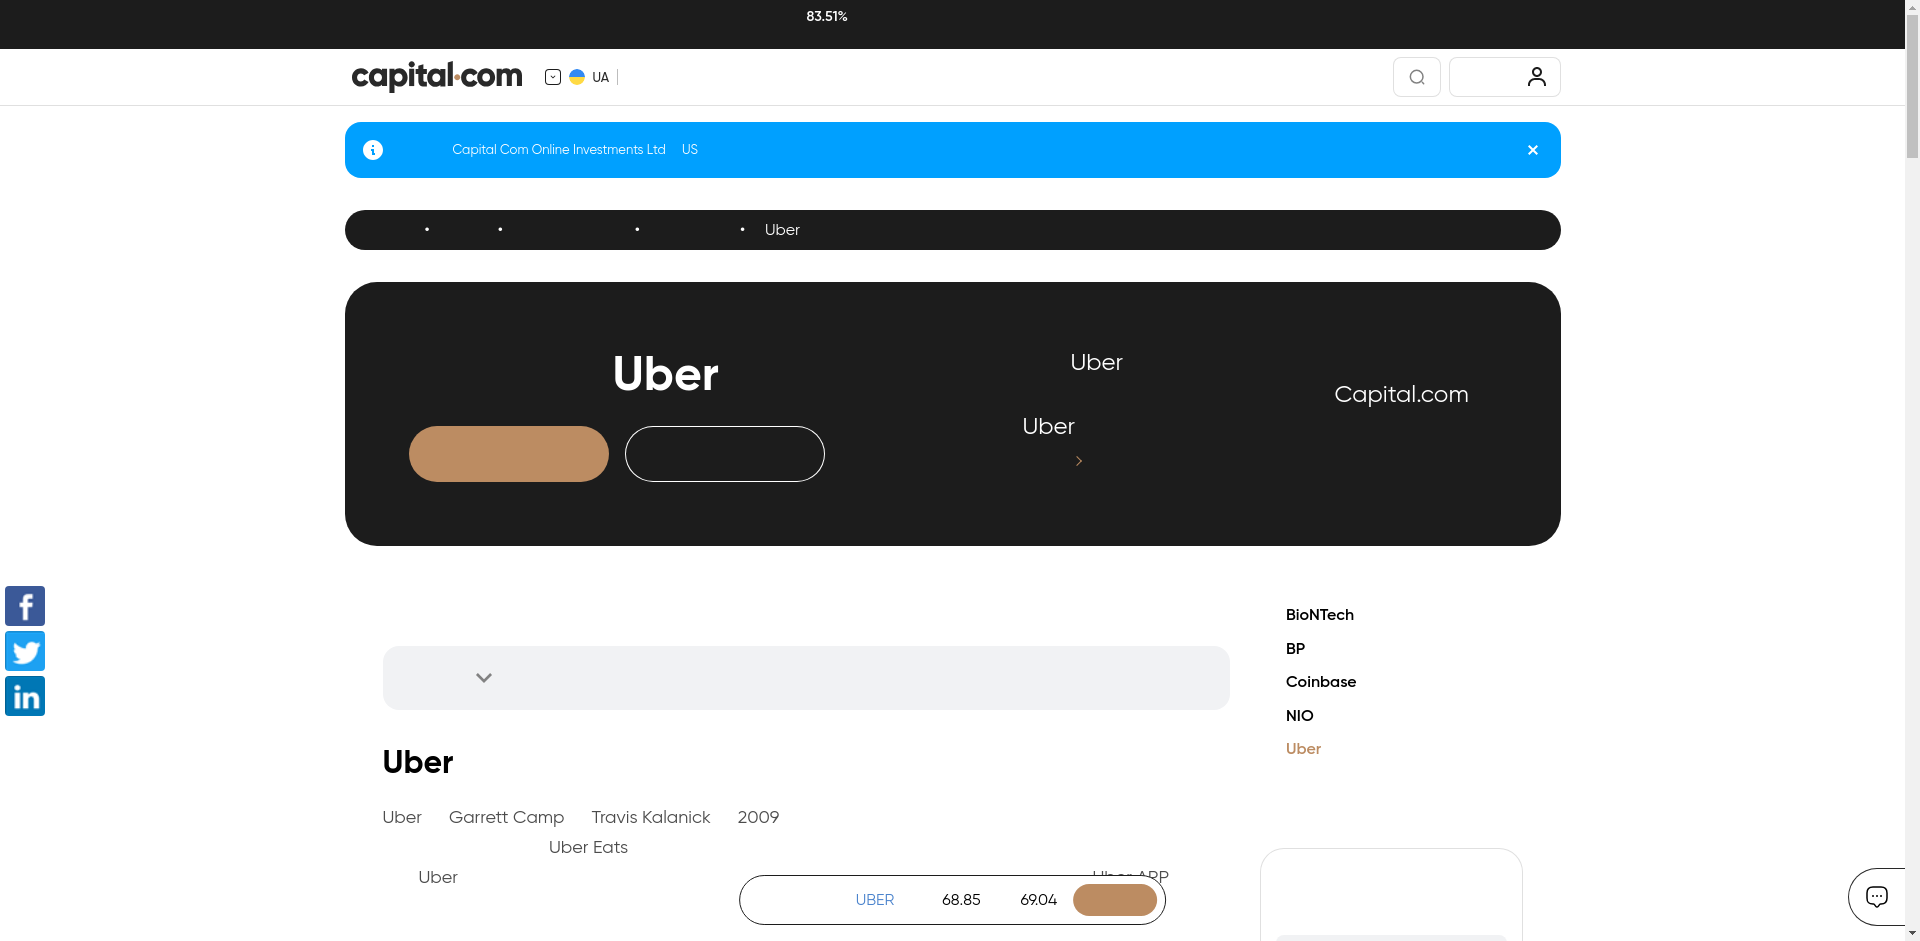 83.51%
capital.com UA
Capital Com Online Investments Ltd US
• • • • Uber
Uber
Uber
Capital.com
Uber
BioNTech
BP
Coinbase
NIO
Uber
Uber
Uber Garrett Camp Travis Kalanick 2009
Uber Eats
Uber Uber APP
UBER 68.85 69.04